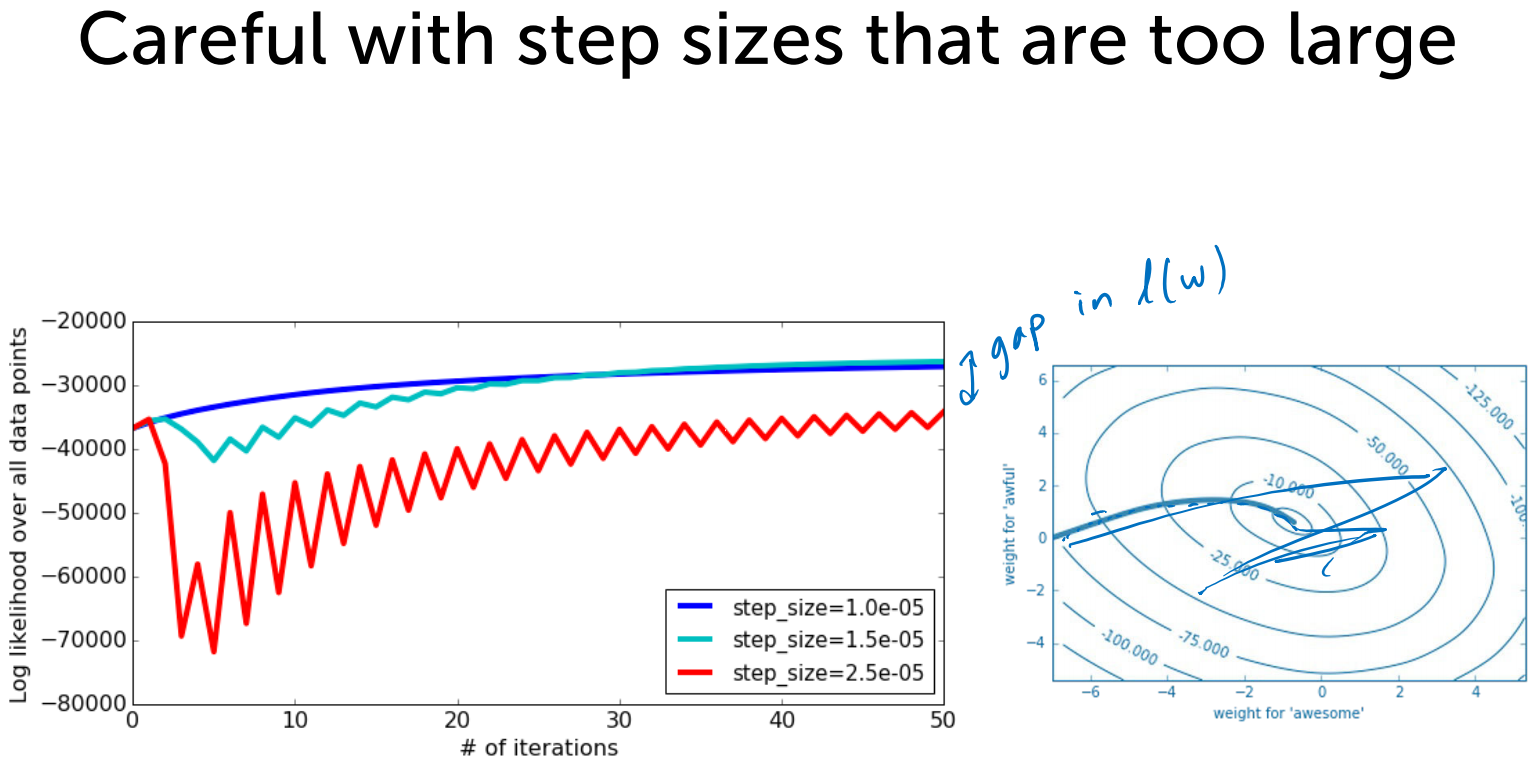 Careful with step sizes that are too large
gap in l(w)
Log likelihood over all data points
−20000
−30000
−40000
−50000
−60000
−70000
−80000
0 10 20 30 40 50
# of iterations
step_size=1.0e-05
step_size=1.5e-05
step_size=2.5e-05
weight for 'awful'
6
4
2
0
−2
−4
−6 −4 −2 0 2 4
weight for 'awesome'
-125.000
-50.000
-10.000
-100.
-25.000
-75.000
-100.000